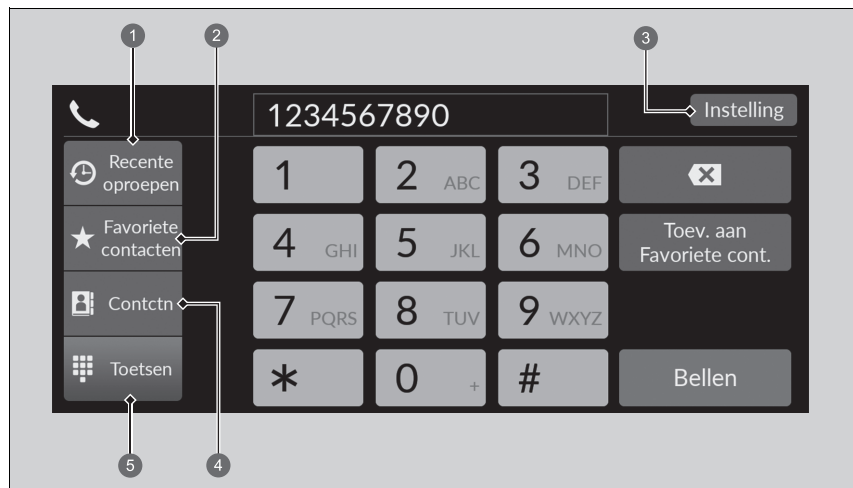 1
2
3
1234567890
Instelling
Recente
oproepen
Favoriete
contacten
Contctn
Toetsen
1
2 ABC
3 DEF
4 GHI
5 JKL
6 MNO
Toev. aan
Favoriete cont.
7 PQRS
8 TUV
9 WXYZ
*
0 +
#
Bellen
5
4